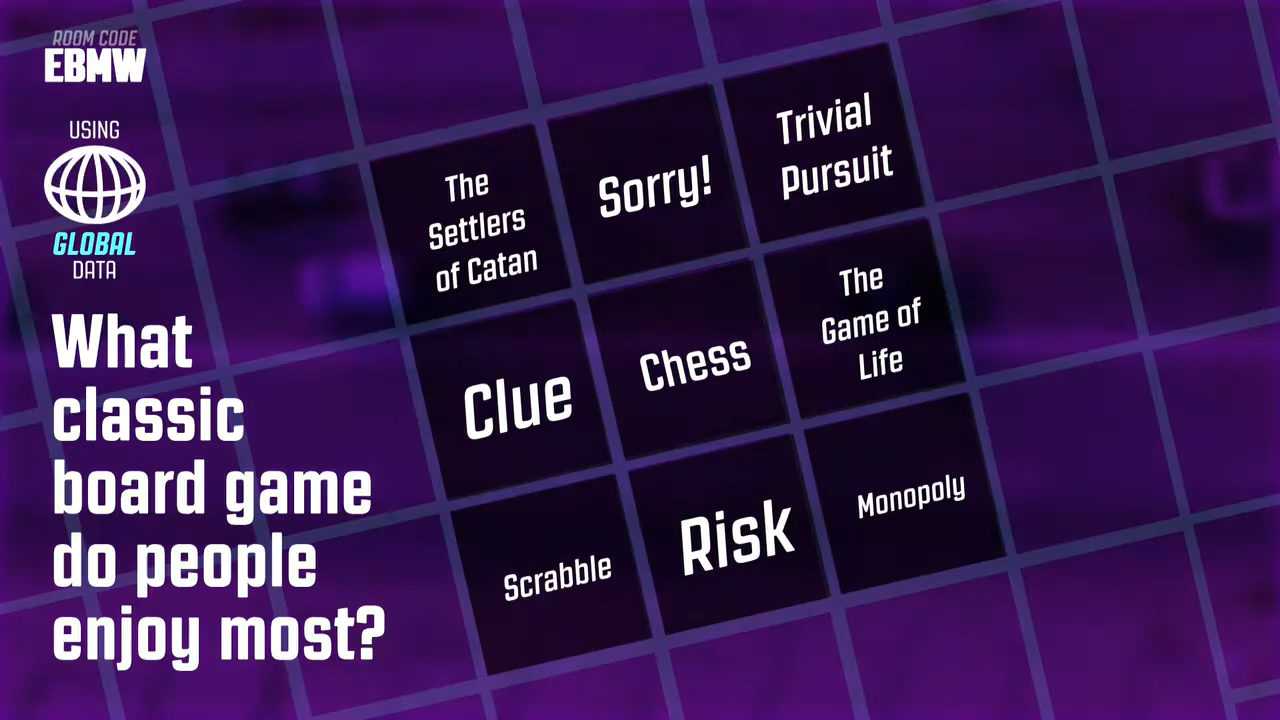 ROOM CODE
EBMW
USING
GLOBAL
DATA
What
classic
board game
do people
enjoy most?
The
Settlers
of Catan
Sorry!
Trivial
Pursuit
Clue
Chess
The
Game of
Life
Scrabble
Risk
Monopoly